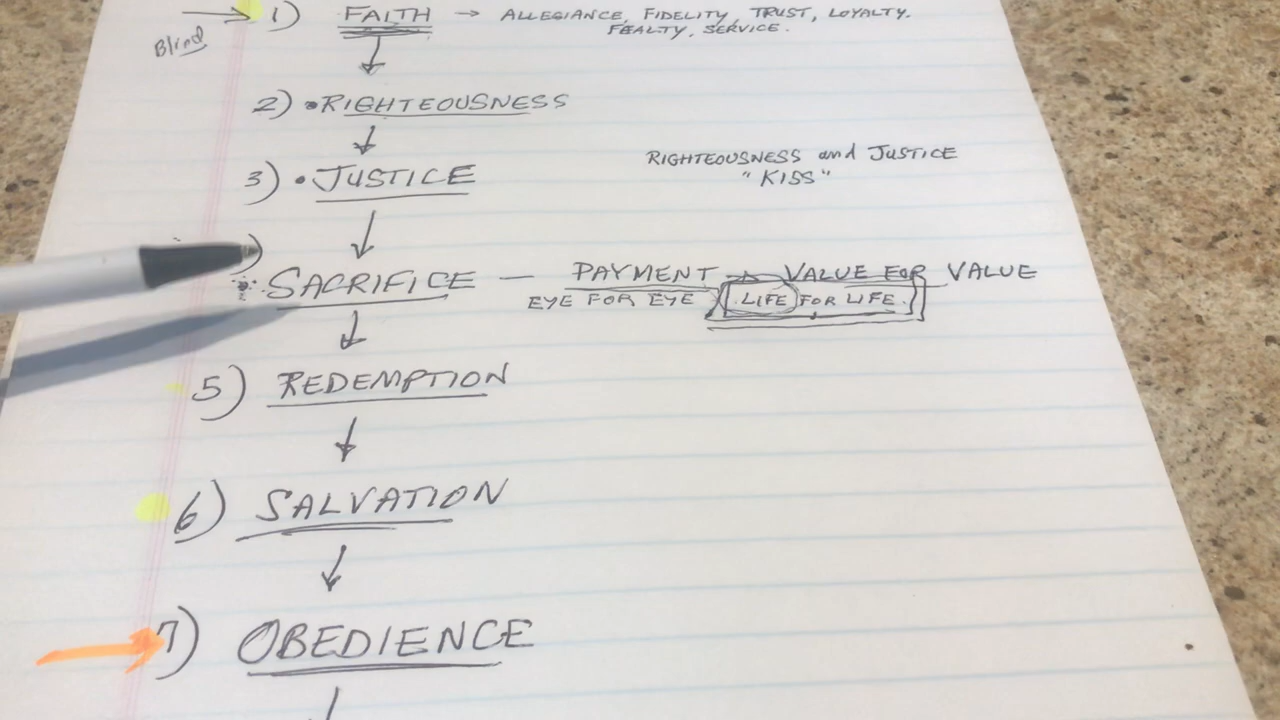 1) FAITH → ALLEGIANCE, FIDELITY, TRUST, LOYALTY.
FEALTY, SERVICE.
Blind
2) • RIGHTEOUSNESS
RIGHTEOUSNESS and JUSTICE
"KISS"
3) • JUSTICE
) SACRIFICE — PAYMENT → VALUE FOR VALUE
EYE FOR EYE LIFE FOR LIFE.
5) REDEMPTION
6) SALVATION
7) OBEDIENCE